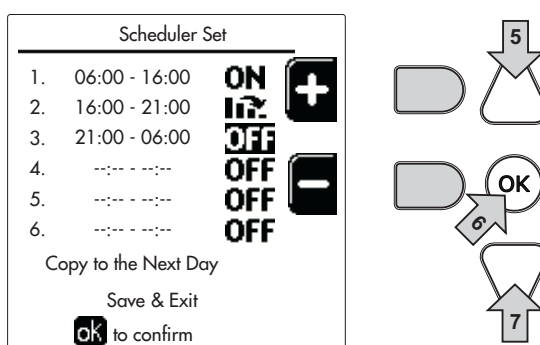 Scheduler Set
1. 06:00 - 16:00 ON
2. 16:00 - 21:00
3. 21:00 - 06:00 OFF
4. --:-- - --:-- OFF
5. --:-- - --:-- OFF
6. --:-- - --:-- OFF
Copy to the Next Day
Save & Exit
OK to confirm
+
-
5
OK
6
7